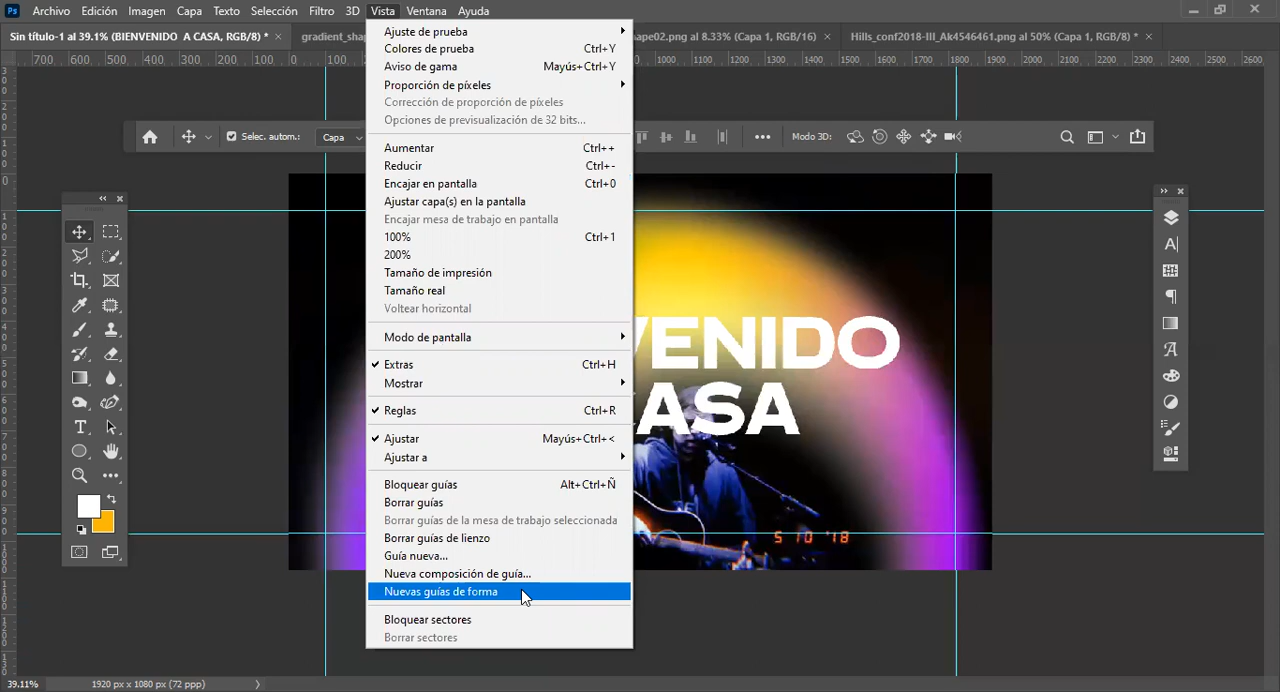 Ps Archivo Edición Imagen Capa Texto Selección Filtro 3D Vista Ventana Ayuda
Sin título-1 al 39.1% (BIENVENIDO A CASA, RGB/8) * ×
gradient_sha
ape02.png al 8.33% (Capa 1, RGB/16) ×
Hills_conf2018-III_Ak4546461.png al 50% (Capa 1, RGB/8) * ×
700 600 500 400 300 200 100 0 100
1000 1100 1200 1300 1400 1500 1600 1700 1800 1900 2000 2100 2200 2300 2400 2500 2600
Selec. autom.: Capa
Modo 3D:
Ajuste de prueba
Colores de prueba Ctrl+Y
Aviso de gama Mayús+Ctrl+Y
Proporción de píxeles
Corrección de proporción de píxeles
Opciones de previsualización de 32 bits...
Aumentar Ctrl++
Reducir Ctrl+-
Encajar en pantalla Ctrl+0
Ajustar capa(s) en la pantalla
Encajar mesa de trabajo en pantalla
100% Ctrl+1
200%
Tamaño de impresión
Tamaño real
Voltear horizontal
Modo de pantalla
Extras Ctrl+H
Mostrar
Reglas Ctrl+R
Ajustar Mayús+Ctrl+<
Ajustar a
Bloquear guías Alt+Ctrl+Ñ
Borrar guías
Borrar guías de la mesa de trabajo seleccionada
Borrar guías de lienzo
Guía nueva...
Nueva composición de guía...
Nuevas guías de forma
Bloquear sectores
Borrar sectores
VENIDO
ASA
5 10 '18
39.11% 1920 px x 1080 px (72 ppp)